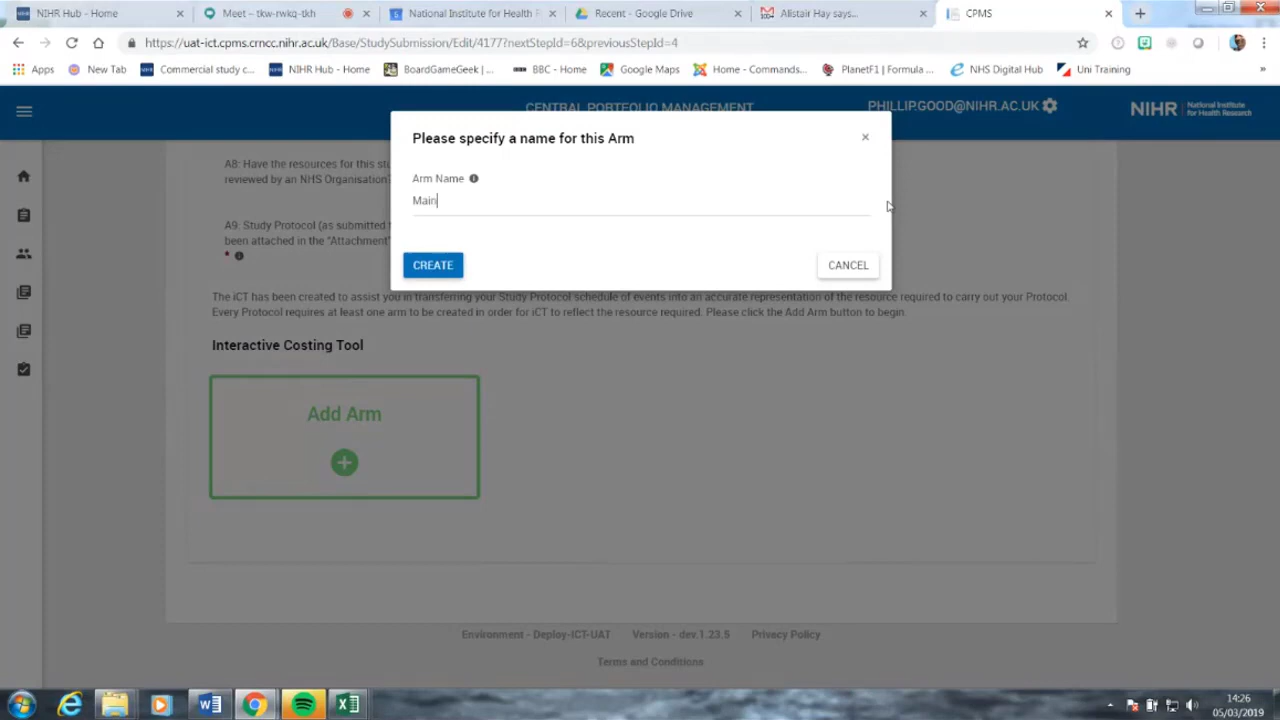 NIHR Hub - Home
Meet – tkw-rwkq-tkh
National Institute for Health R
Recent - Google Drive
Alistair Hay says...
CPMS
https://uat-ict.cpms.crncc.nihr.ac.uk/Base/StudySubmission/Edit/4177?nextStepId=6&previousStepId=4
Apps
New Tab
Commercial study c...
NIHR Hub - Home
BoardGameGeek | ...
BBC - Home
Google Maps
Home - Commands...
PlanetF1 | Formula ...
NHS Digital Hub
Uni Training
CENTRAL PORTFOLIO MANAGEMENT
PHILLIP.GOOD@NIHR.AC.UK
NIHR | National Institute
for Health Research
Please specify a name for this Arm
Arm Name
Main
CREATE
CANCEL
A8: Have the resources for this stu
reviewed by an NHS Organisation?
A9: Study Protocol (as submitted t
been attached in the "Attachment"
*
The iCT has been created to assist you in transferring your Study Protocol schedule of events into an accurate representation of the resource required to carry out your Protocol.
Every Protocol requires at least one arm to be created in order for iCT to reflect the resource required. Please click the Add Arm button to begin.
Interactive Costing Tool
Add Arm
Environment - Deploy-ICT-UAT
Version - dev.1.23.5
Privacy Policy
Terms and Conditions
14:26
05/03/2019